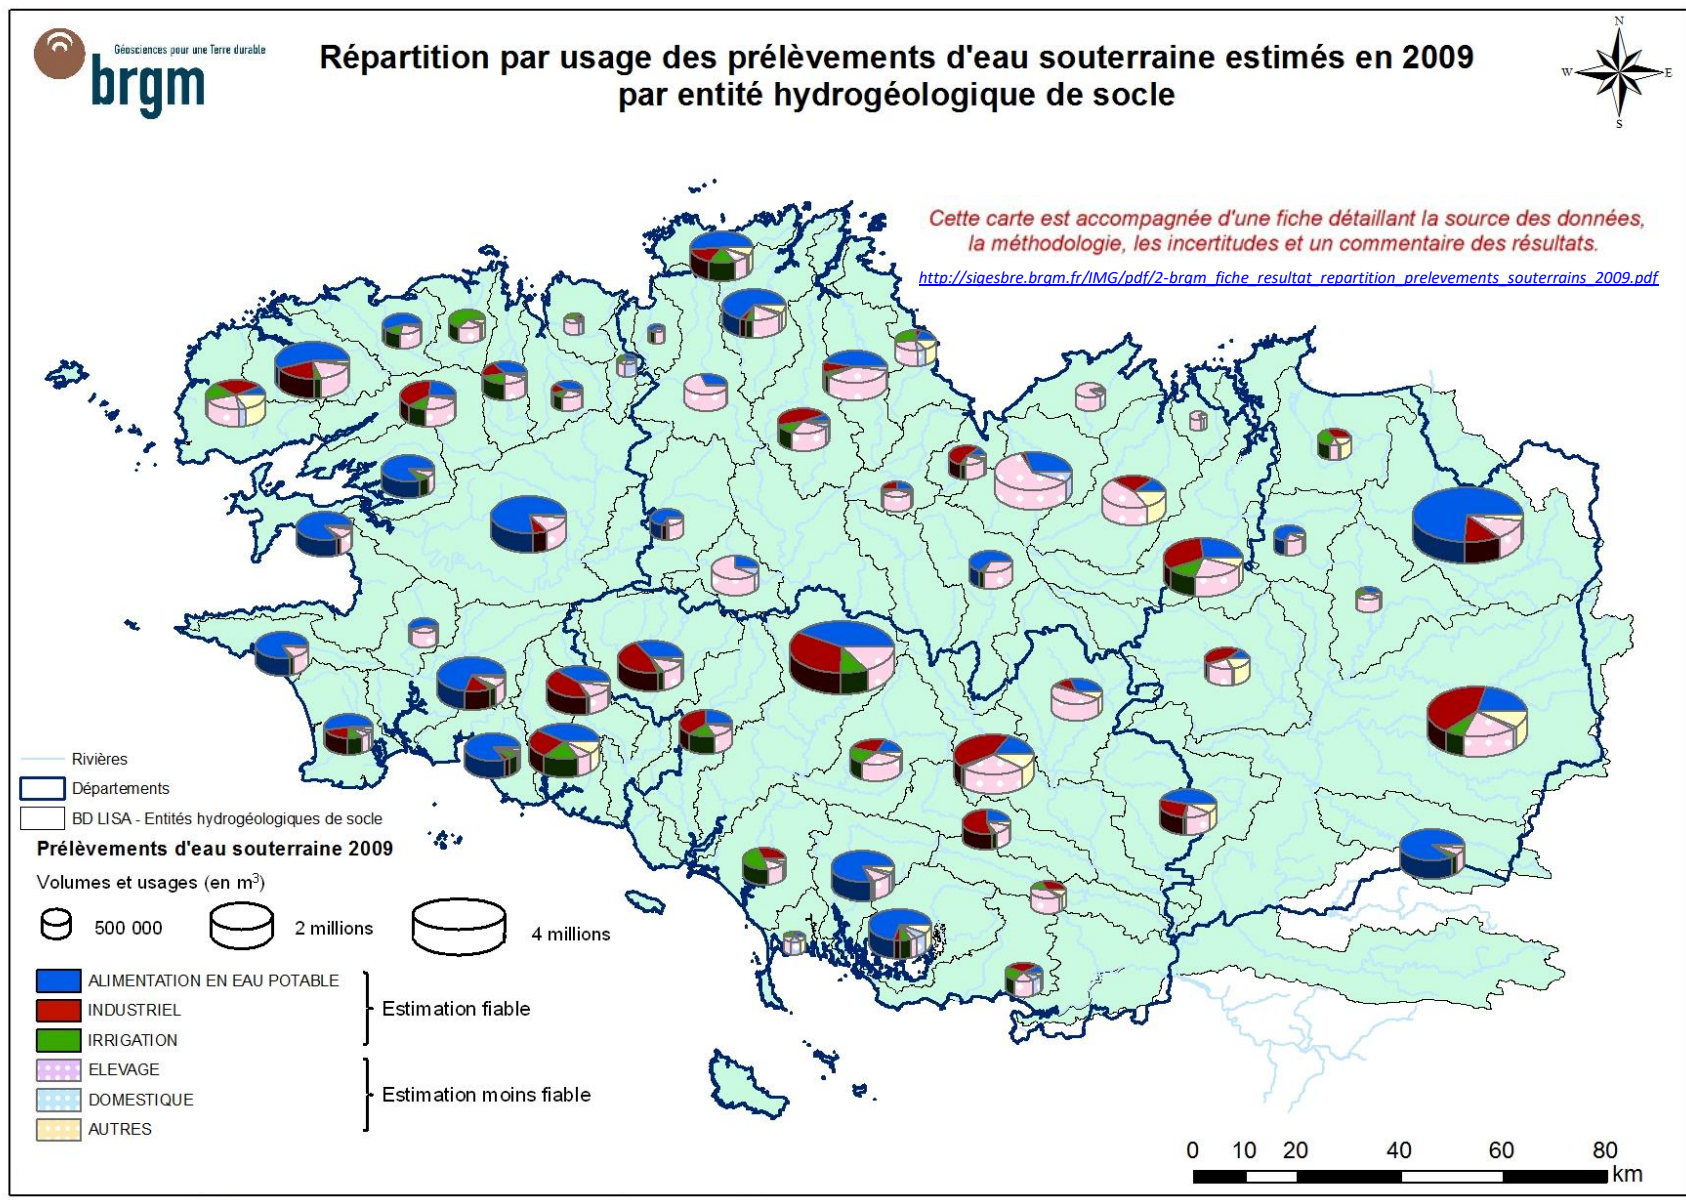 Géosciences pour une Terre durable
brgm
Répartition par usage des prélèvements d'eau souterraine estimés en 2009
par entité hydrogéologique de socle
N
W
E
S
Cette carte est accompagnée d'une fiche détaillant la source des données,
la méthodologie, les incertitudes et un commentaire des résultats.
http://sigesbre.brgm.fr/IMG/pdf/2-brgm_fiche_resultat_repartition_prelevements_souterrains_2009.pdf
Rivières
Départements
BD LISA - Entités hydrogéologiques de socle
Prélèvements d'eau souterraine 2009
Volumes et usages (en m³)
500 000
2 millions
4 millions
ALIMENTATION EN EAU POTABLE
INDUSTRIEL
IRRIGATION
Estimation fiable
ELEVAGE
DOMESTIQUE
AUTRES
Estimation moins fiable
0 10 20 40 60 80
km